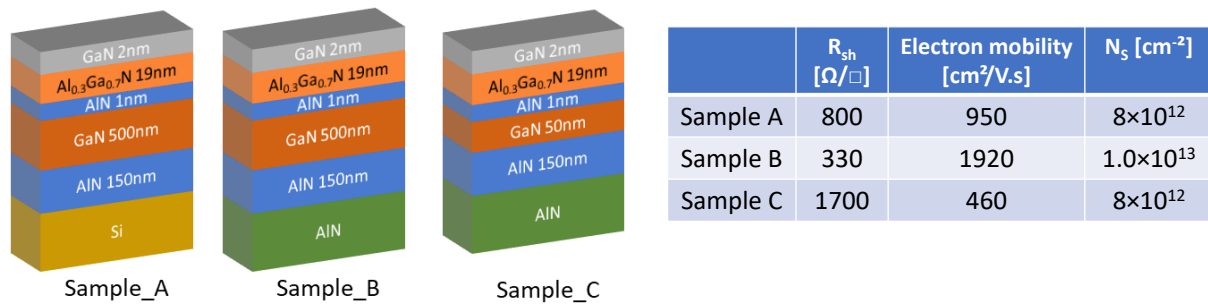 GaN 2nm
Al0.3Ga0.7N 19nm
AlN 1nm
GaN 500nm
AlN 150nm
Si
Sample_A
GaN 2nm
Al0.3Ga0.7N 19nm
AlN 1nm
GaN 500nm
AlN 150nm
AlN
Sample_B
GaN 2nm
Al0.3Ga0.7N 19nm
AlN 1nm
GaN 50nm
AlN 150nm
AlN
Sample_C
Rsh [Ω/□] Electron mobility [cm²/V.s] NS [cm⁻²]
Sample A 800 950 8×10¹²
Sample B 330 1920 1.0×10¹³
Sample C 1700 460 8×10¹²